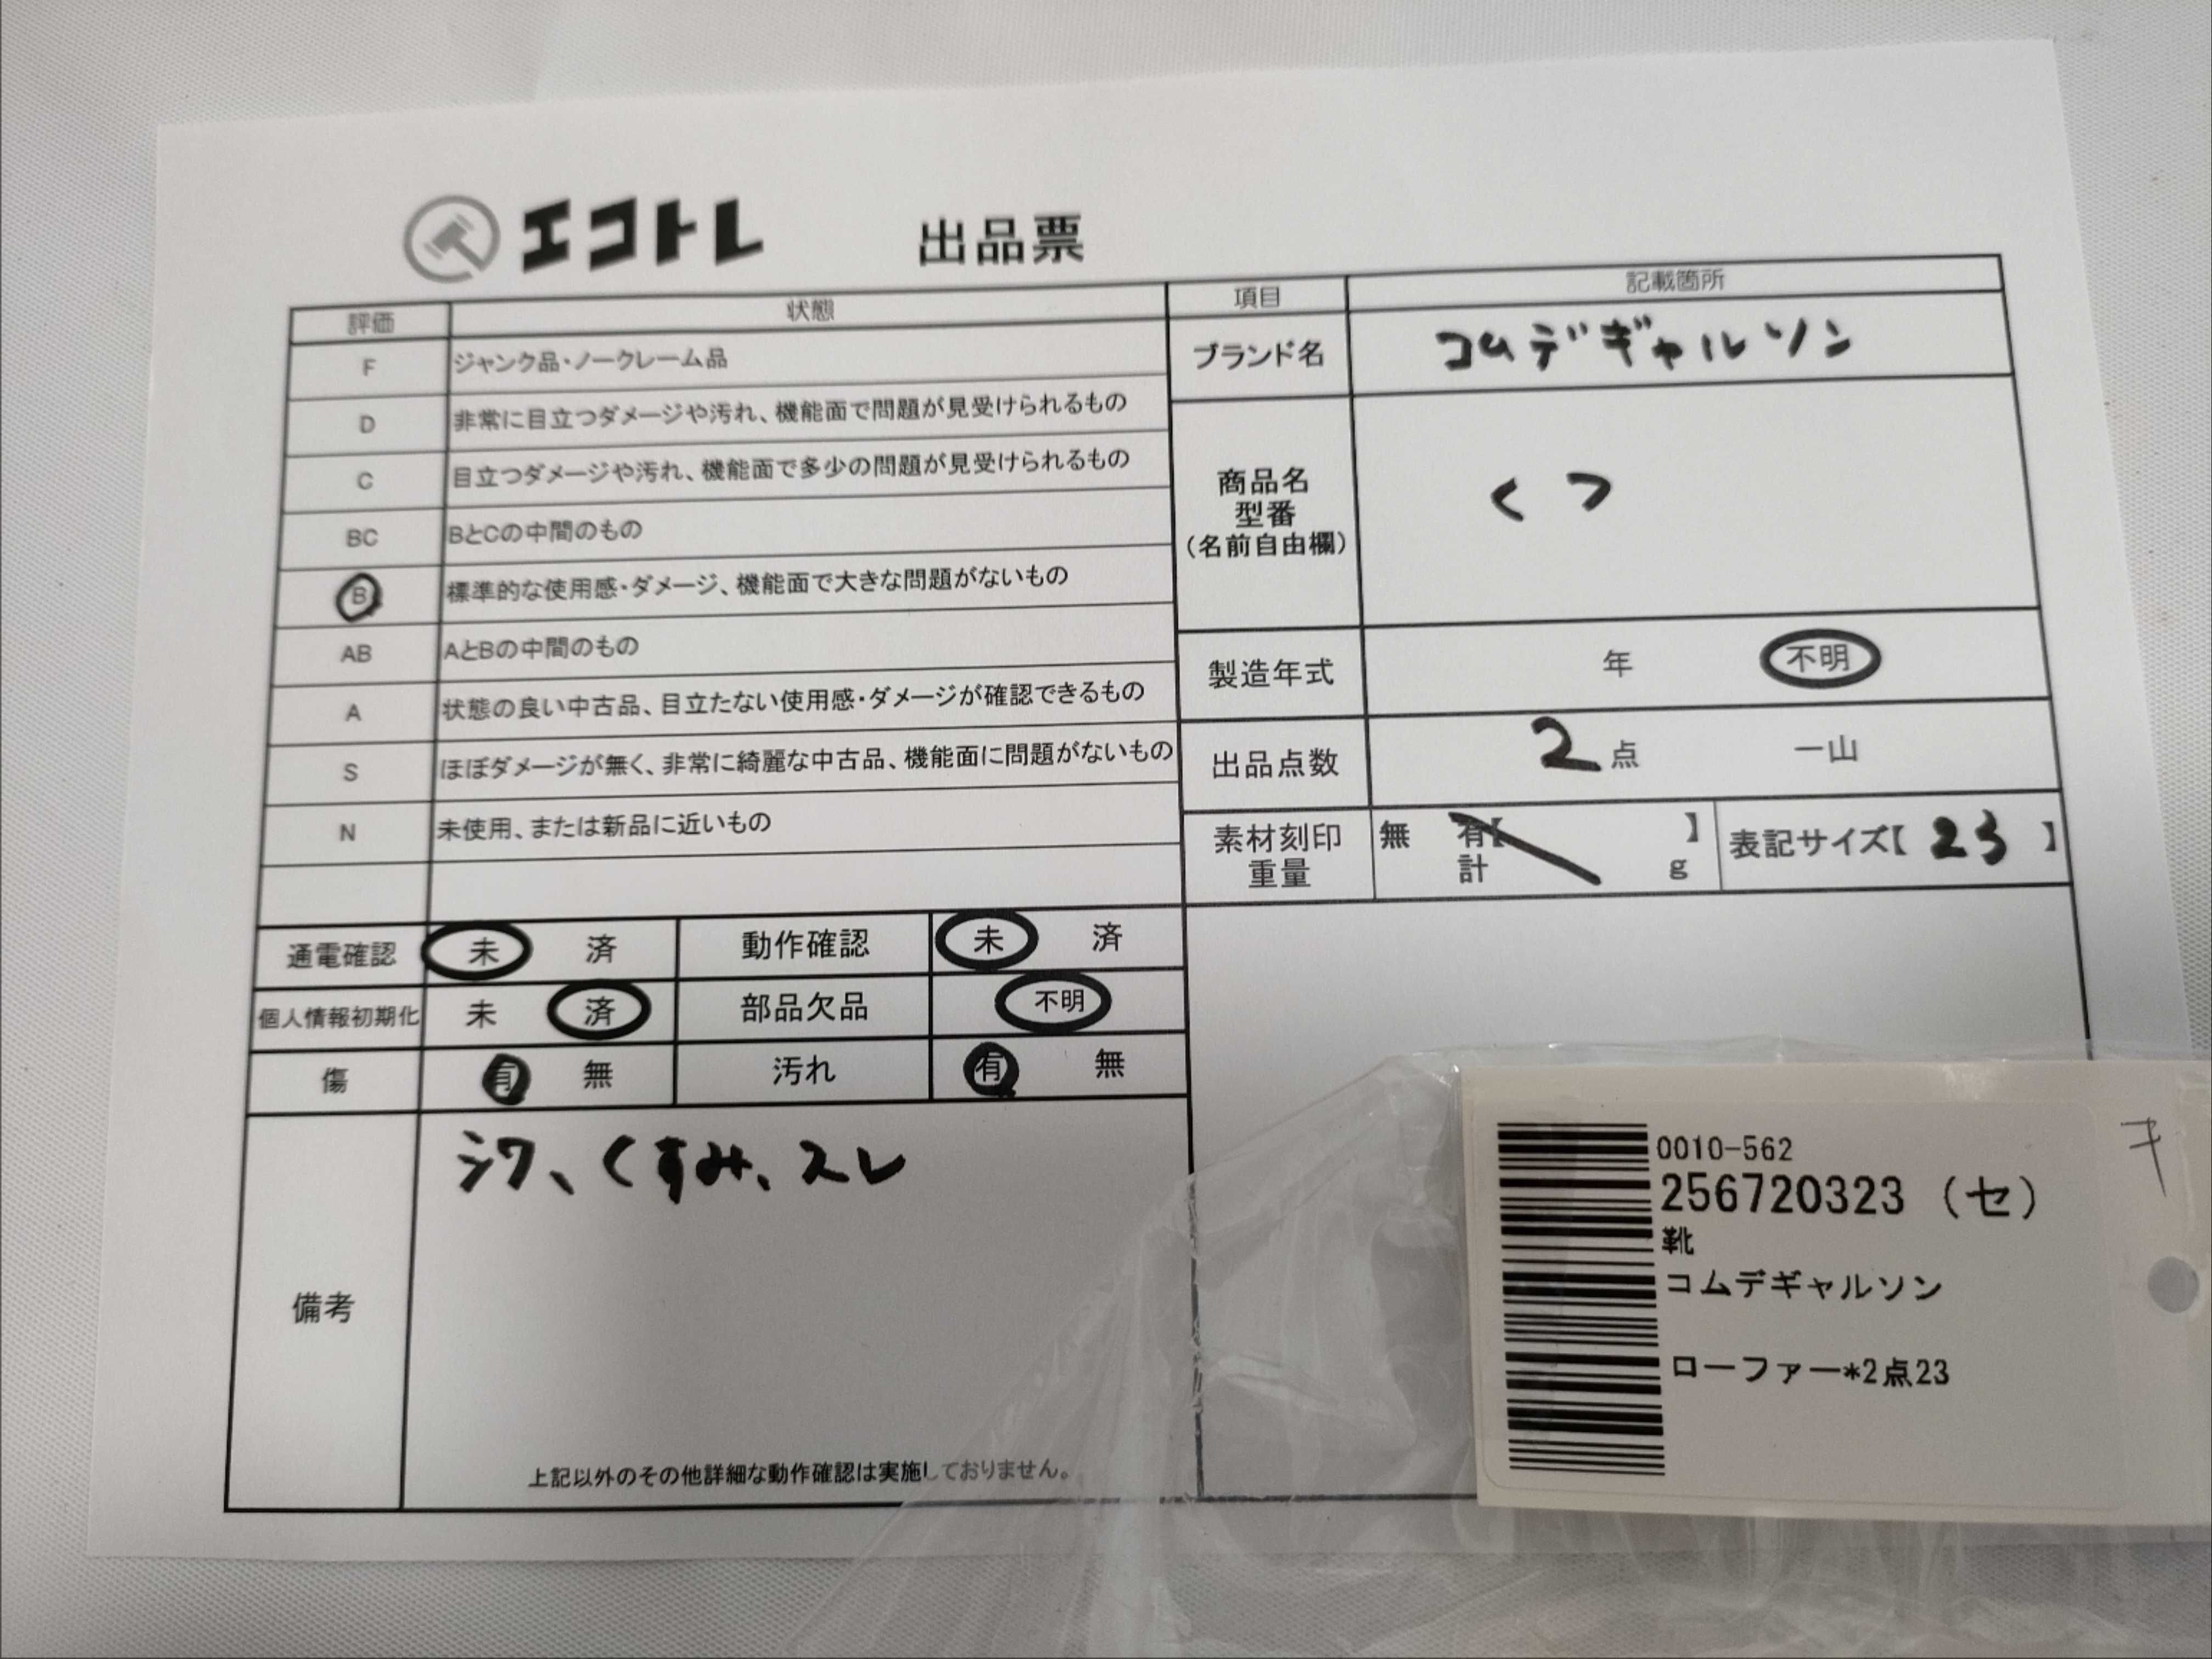 エコトレ 出品票
評価 状態
F ジャンク品・ノークレーム品
D 非常に目立つダメージや汚れ、機能面で問題が見受けられるもの
C 目立つダメージや汚れ、機能面で多少の問題が見受けられるもの
BC BとCの中間のもの
B 標準的な使用感・ダメージ、機能面で大きな問題がないもの
AB AとBの中間のもの
A 状態の良い中古品、目立たない使用感・ダメージが確認できるもの
S ほぼダメージが無く、非常に綺麗な中古品、機能面に問題がないもの
N 未使用、または新品に近いもの
通電確認 未 済 動作確認 未 済
個人情報初期化 未 済 部品欠品 不明
傷 有 無 汚れ 有 無
備考
シワ、くすみ、スレ
上記以外のその他詳細な動作確認は実施しておりません。
項目 記載箇所
ブランド名 コムデギャルソン
商品名
型番
(名前自由欄)
くつ
製造年式 年 不明
出品点数 2点 一山
素材刻印 無 有【 】
重量 計 g
表記サイズ【 23 】
0010-562
256720323 (セ)
靴
コムデギャルソン
ローファー*2点23